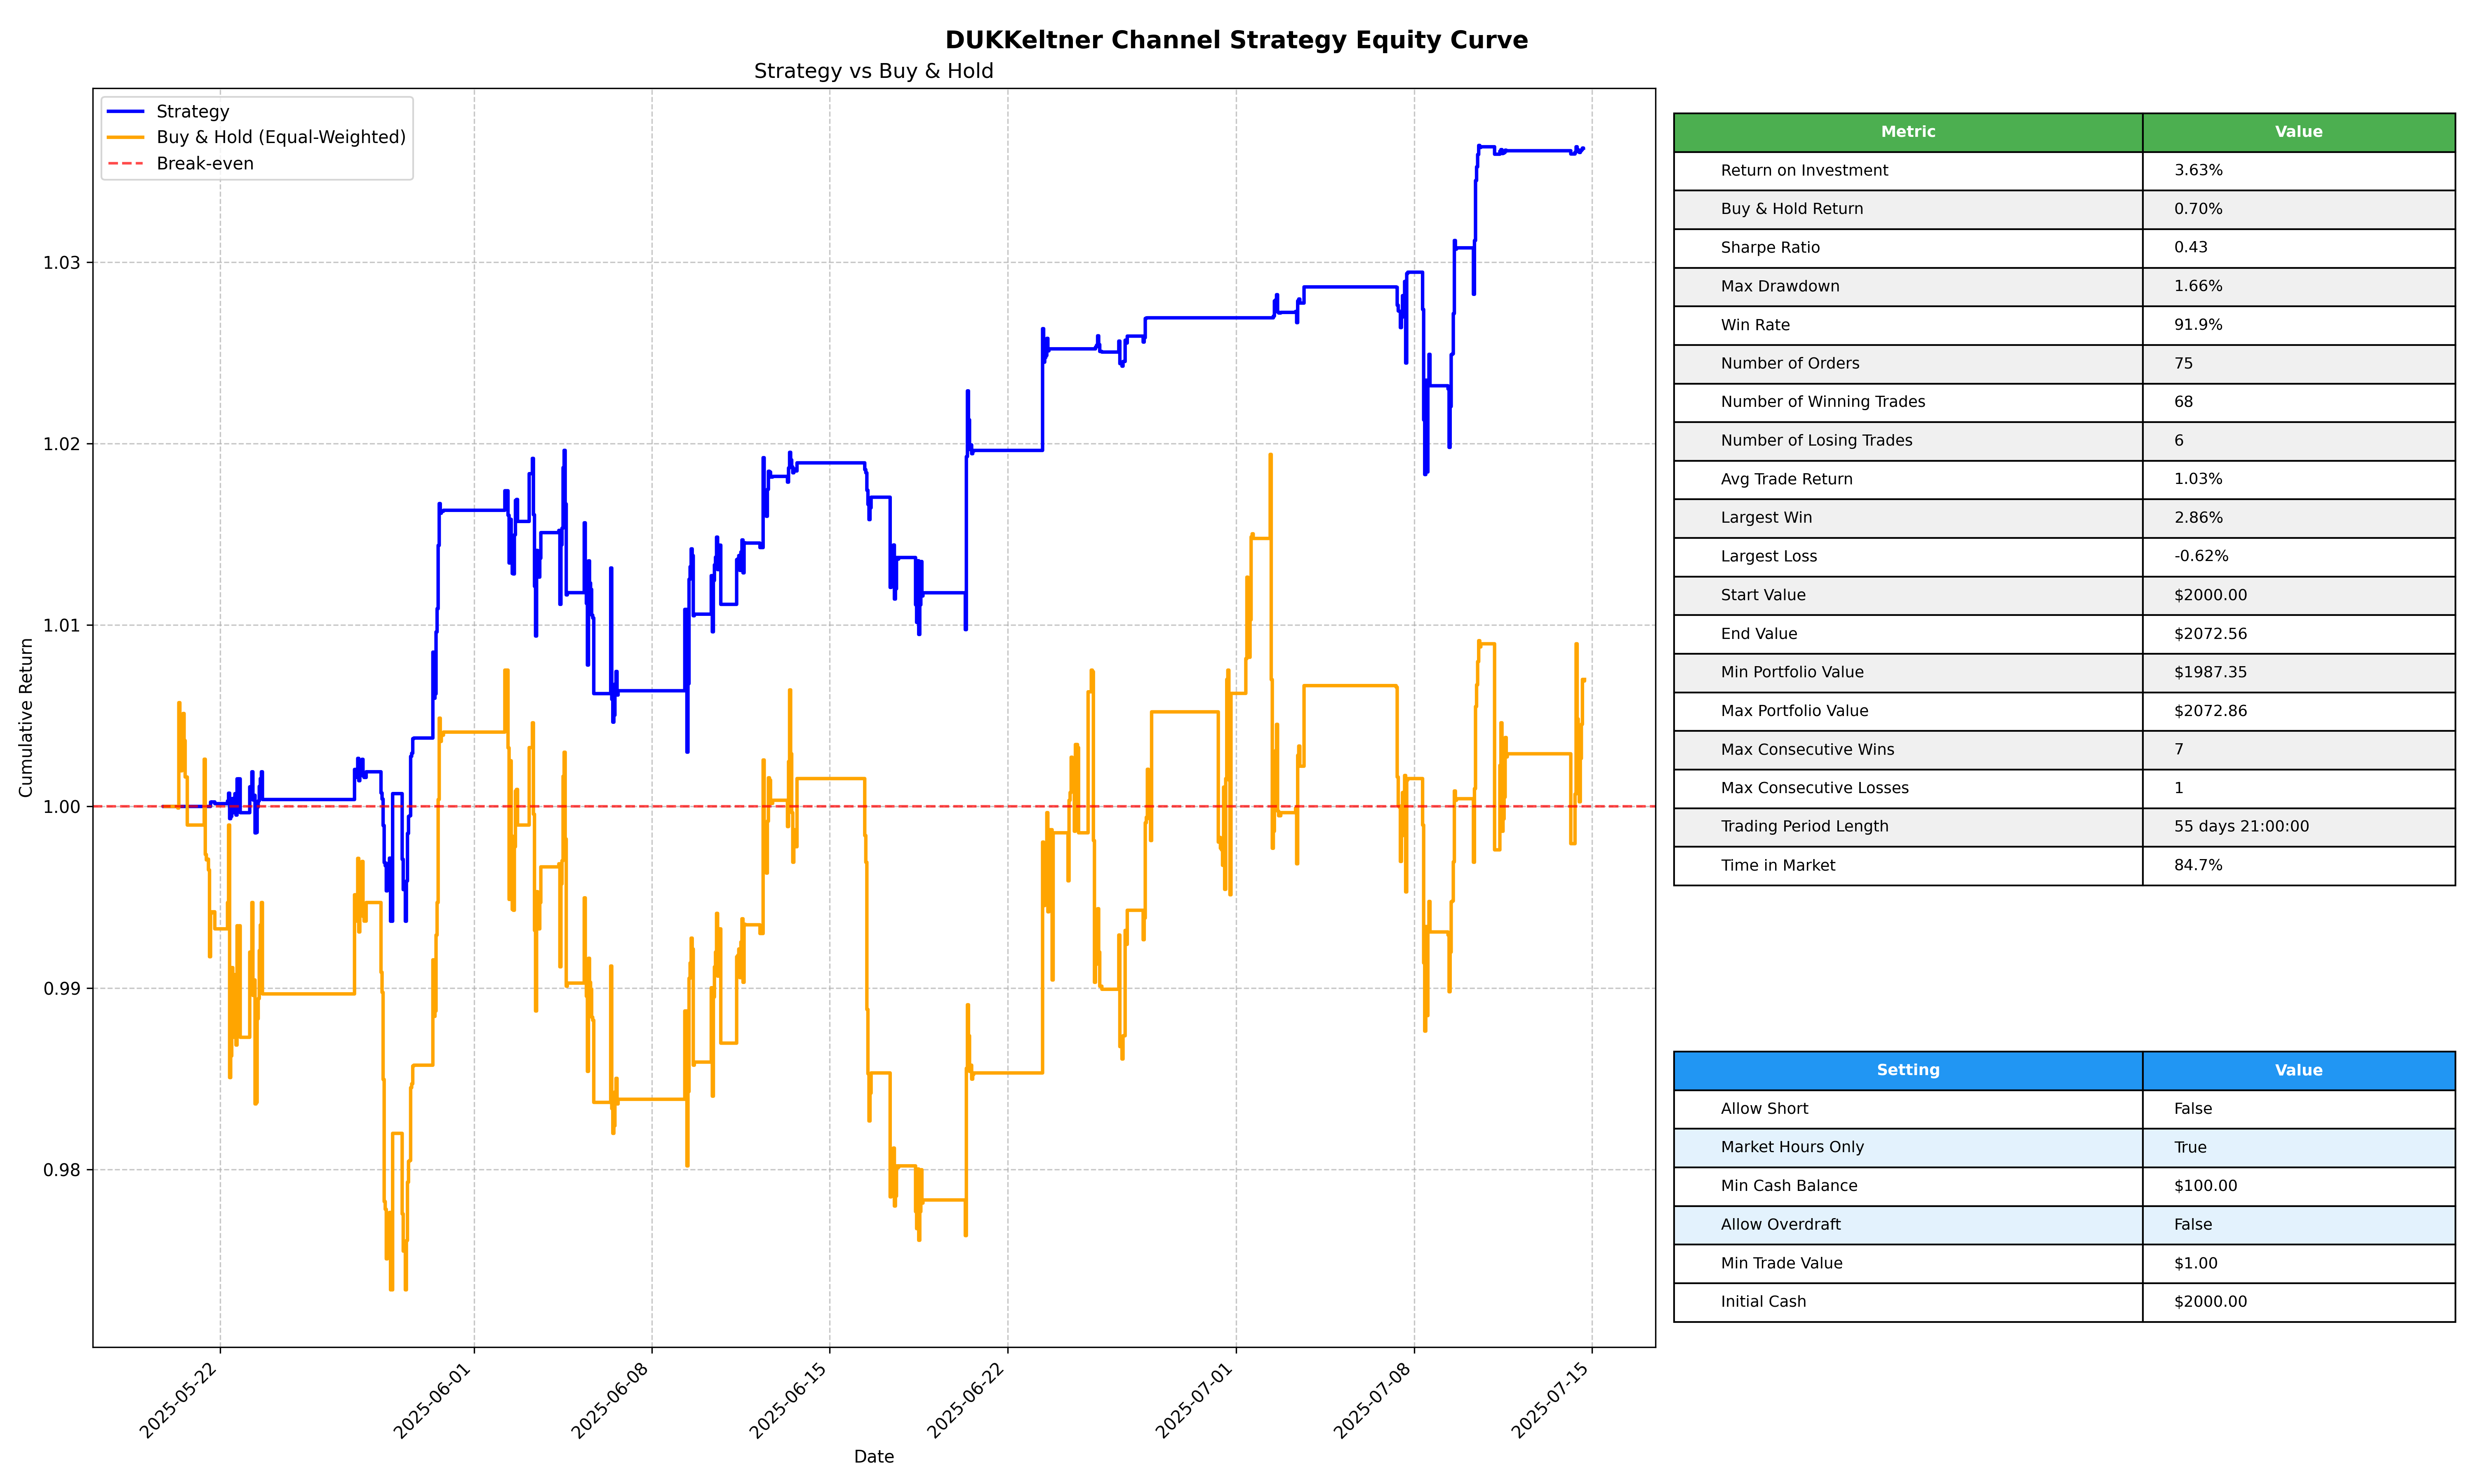 DUKKeltner Channel Strategy Equity Curve
Strategy vs Buy & Hold
Strategy
Buy & Hold (Equal-Weighted)
Break-even
Cumulative Return
1.03
1.02
1.01
1.00
0.99
0.98
2025-05-22
2025-06-01
2025-06-08
2025-06-15
2025-06-22
2025-07-01
2025-07-08
2025-07-15
Date
Metric Value
Return on Investment 3.63%
Buy & Hold Return 0.70%
Sharpe Ratio 0.43
Max Drawdown 1.66%
Win Rate 91.9%
Number of Orders 75
Number of Winning Trades 68
Number of Losing Trades 6
Avg Trade Return 1.03%
Largest Win 2.86%
Largest Loss -0.62%
Start Value $2000.00
End Value $2072.56
Min Portfolio Value $1987.35
Max Portfolio Value $2072.86
Max Consecutive Wins 7
Max Consecutive Losses 1
Trading Period Length 55 days 21:00:00
Time in Market 84.7%
Setting Value
Allow Short False
Market Hours Only True
Min Cash Balance $100.00
Allow Overdraft False
Min Trade Value $1.00
Initial Cash $2000.00